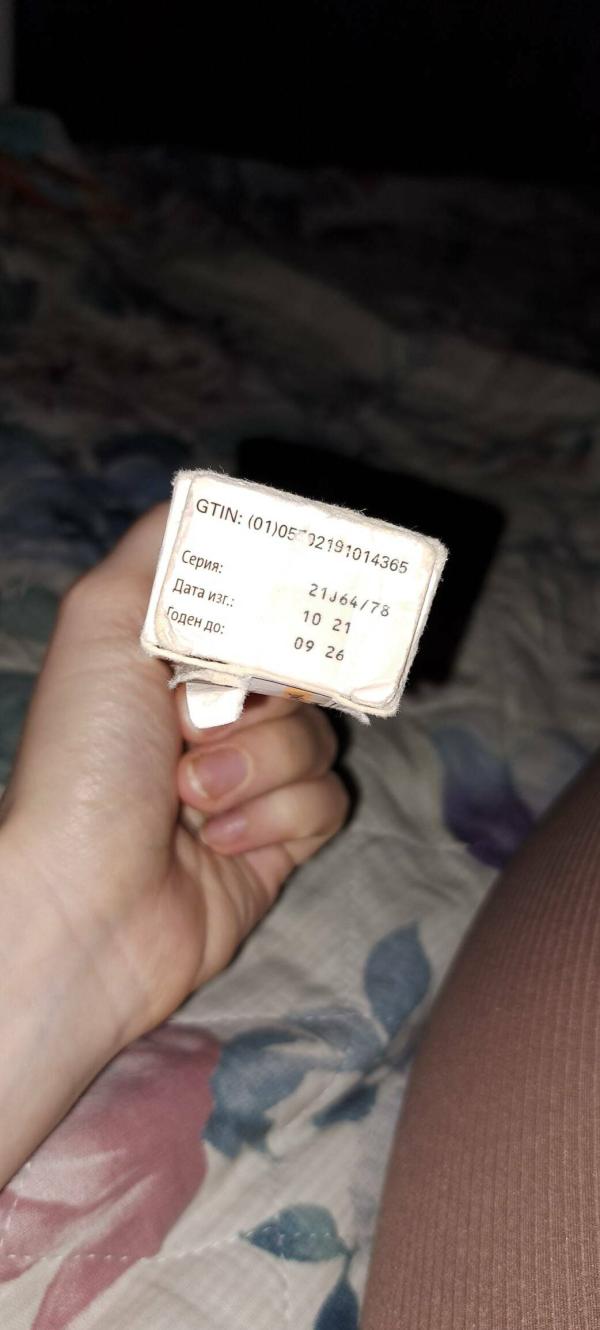 GTIN:
Серия: 21J64/78
Дата изг.: 10 21
Годен до: 09 26